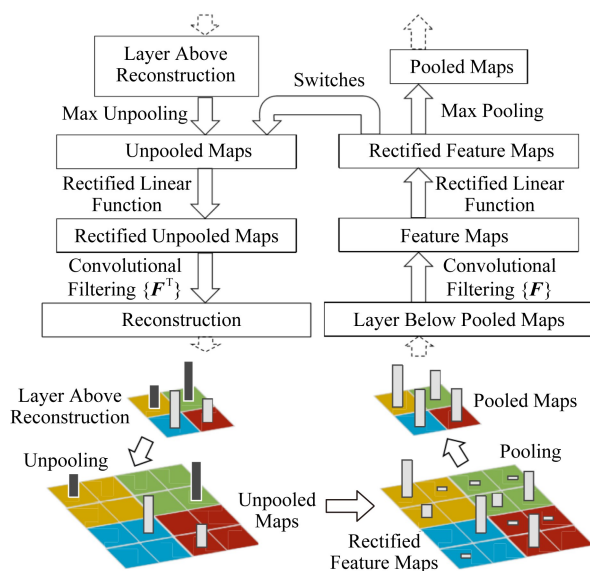 Layer Above
Reconstruction
Switches
Pooled Maps
Max Unpooling
Max Pooling
Unpooled Maps
Rectified Feature Maps
Rectified Linear
Function
Rectified Linear
Function
Rectified Unpooled Maps
Feature Maps
Convolutional
Filtering {F^T}
Convolutional
Filtering {F}
Reconstruction
Layer Below Pooled Maps
Layer Above
Reconstruction
Pooled Maps
Unpooling
Pooling
Unpooled
Maps
Rectified
Feature Maps